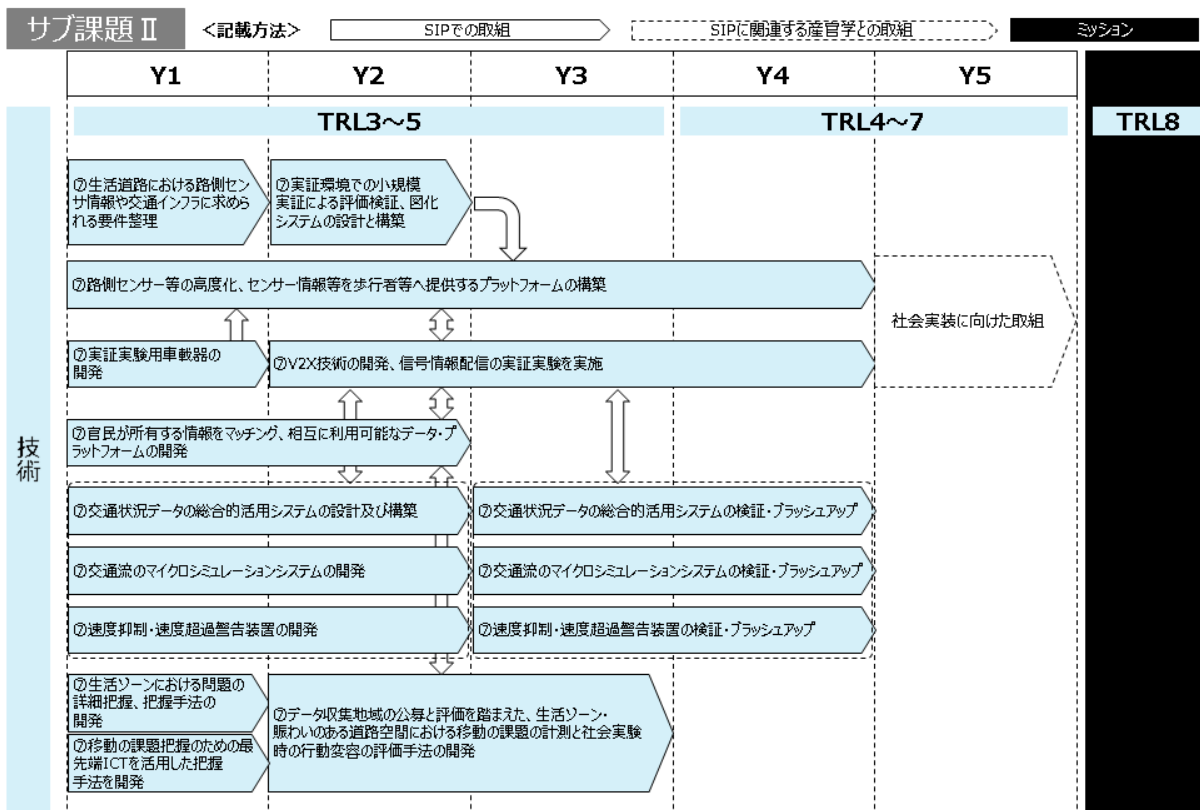 サブ課題Ⅱ
<記載方法>
SIPでの取組
SIPに関連する産官学との取組
ミッション
Y1
Y2
Y3
Y4
Y5
TRL3～5
TRL4～7
TRL8
技術
⑦生活道路における路側セン
サ情報や交通インフラに求めら
れる要件整理
⑦実証環境での小規模
実証による評価検証、図化
システムの設計と構築
⑦路側センサー等の高度化、センサー情報等を歩行者等へ提供するプラットフォームの構築
社会実装に向けた取組
⑦実証実験用車載器の
開発
⑦V2X技術の開発、信号情報配信の実証実験を実施
⑦官民が所有する情報をマッチング、相互に利用可能なデータ・プ
ラットフォームの開発
⑦交通状況データの総合的活用システムの設計及び構築
⑦交通状況データの総合的活用システムの検証・ブラッシュアップ
⑦交通流のマイクロシミュレーションシステムの開発
⑦交通流のマイクロシミュレーションシステムの検証・ブラッシュアップ
⑦速度抑制・速度超過警告装置の開発
⑦速度抑制・速度超過警告装置の検証・ブラッシュアップ
⑦生活ゾーンにおける問題の
詳細把握、把握手法の
開発
⑦移動の課題把握のための最
先端ICTを活用した把握
手法を開発
⑦データ収集地域の公募と評価を踏まえた、生活ゾーン・
賑わいのある道路空間における移動の課題の計測と社会実験
時の行動変容の評価手法の開発